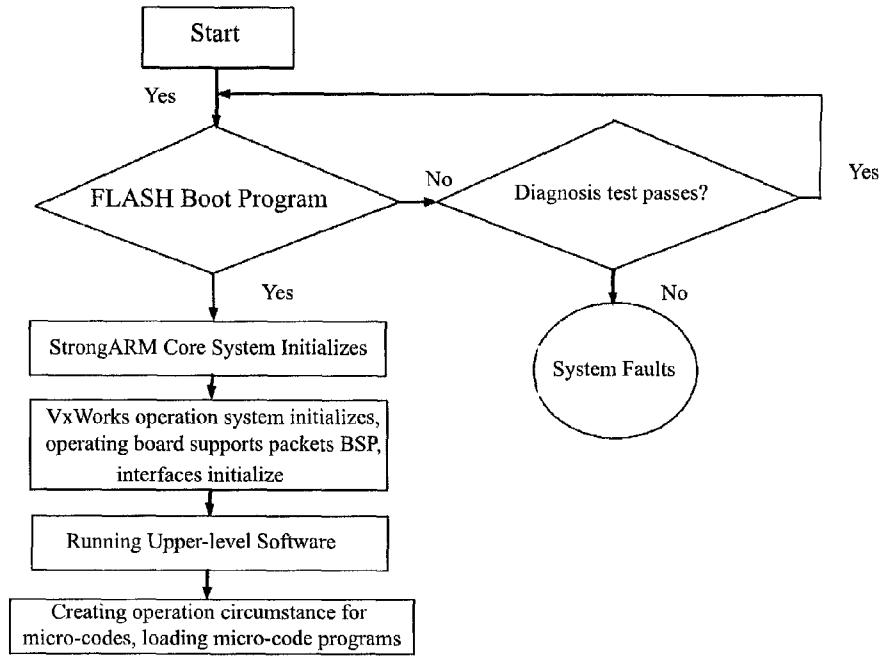 Start
Yes
Yes
FLASH Boot Program
No
Diagnosis test passes?
Yes
No
StrongARM Core System Initializes
System Faults
VxWorks operation system initializes,
operating board supports packets BSP,
interfaces initialize
Running Upper-level Software
Creating operation circumstance for
micro-codes, loading micro-code programs